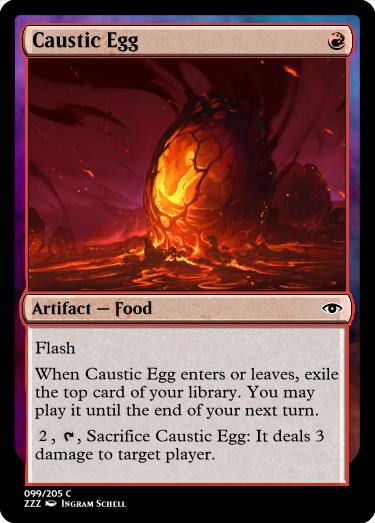 Caustic Egg
Artifact — Food
Flash
When Caustic Egg enters or leaves, exile
the top card of your library. You may
play it until the end of your next turn.
2 , , Sacrifice Caustic Egg: It deals 3
damage to target player.
099/205 C
ZZZ Ingram Schell